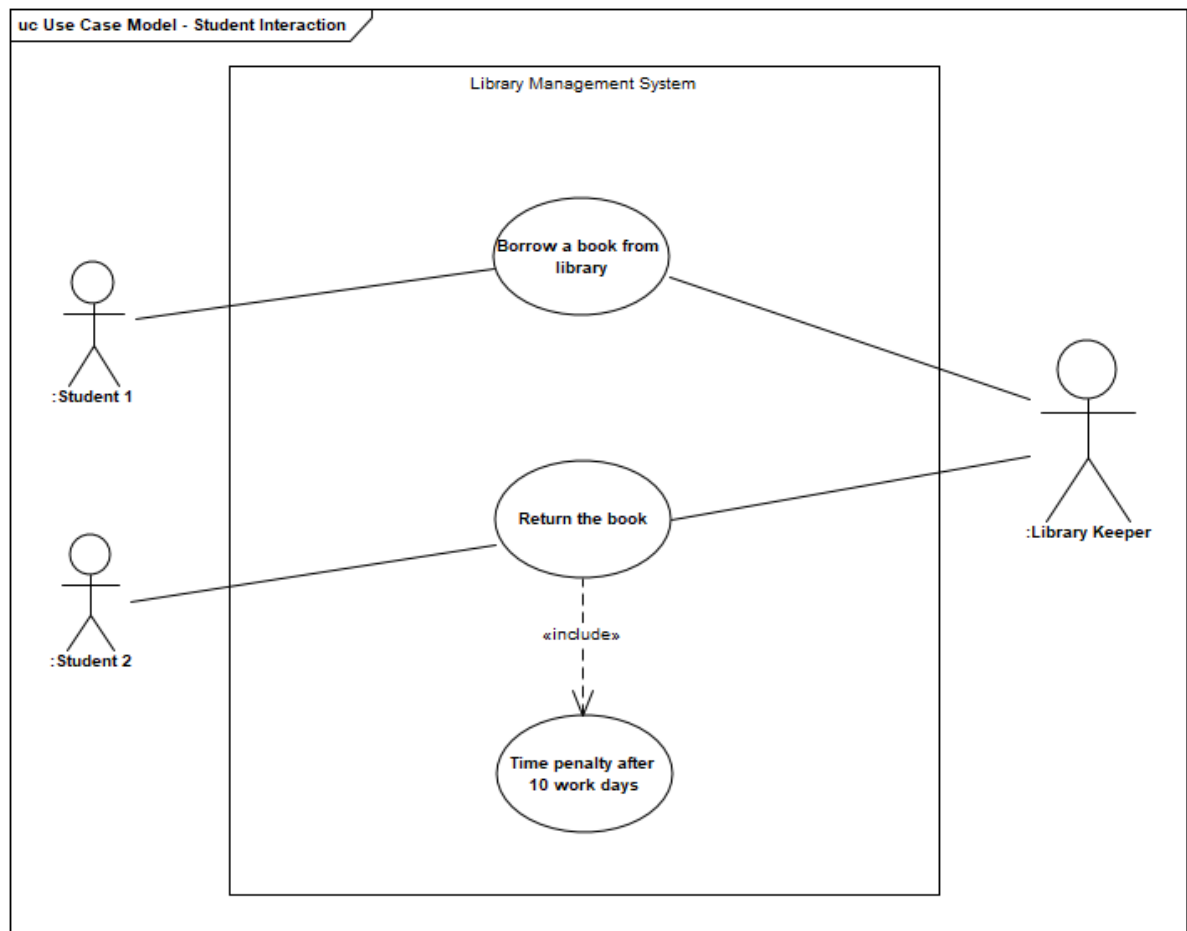 uc Use Case Model - Student Interaction
Library Management System
Borrow a book from
library
:Student 1
Return the book
:Library Keeper
«include»
:Student 2
Time penalty after
10 work days